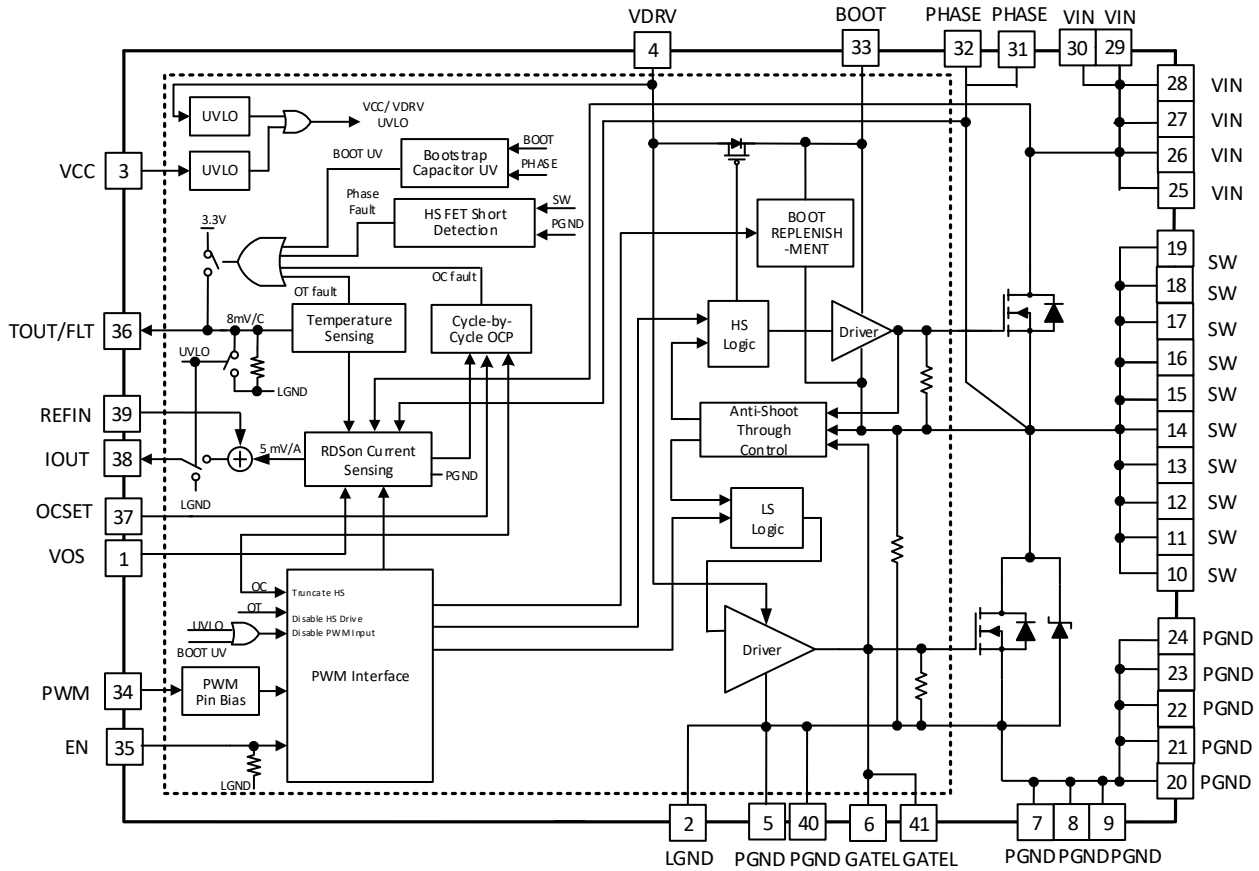 VDRV
BOOT
PHASE
PHASE
VIN
VIN
4
33
32
31
30
29
28
VIN
27
VIN
26
VIN
25
VIN
UVLO
VCC/ VDRV
UVLO
VCC
3
UVLO
BOOT UV
Bootstrap
Capacitor UV
BOOT
PHASE
Phase
Fault
HS FET Short
Detection
SW
PGND
BOOT
REPLENISH
-MENT
3.3V
OC fault
OT fault
TOUT/FLT
36
8mV/C
Temperature
Sensing
Cycle-by-
Cycle OCP
HS
Logic
Driver
UVLO
LGND
REFIN
39
IOUT
38
5 mV/A
RDSon Current
Sensing
PGND
LGND
Anti-Shoot
Through
Control
OCSET
37
VOS
1
LS
Logic
19
SW
18
SW
17
SW
16
SW
15
SW
14
SW
13
SW
12
SW
11
SW
10
SW
OC
Truncate HS
OT
Disable HS Drive
UVLO
Disable PWM Input
BOOT UV
PWM Interface
Driver
PWM
34
PWM
Pin Bias
EN
35
LGND
24
PGND
23
PGND
22
PGND
21
PGND
20
PGND
2
5
40
6
41
7
8
9
LGND
PGND
PGND
GATEL
GATEL
PGND
PGND
PGND